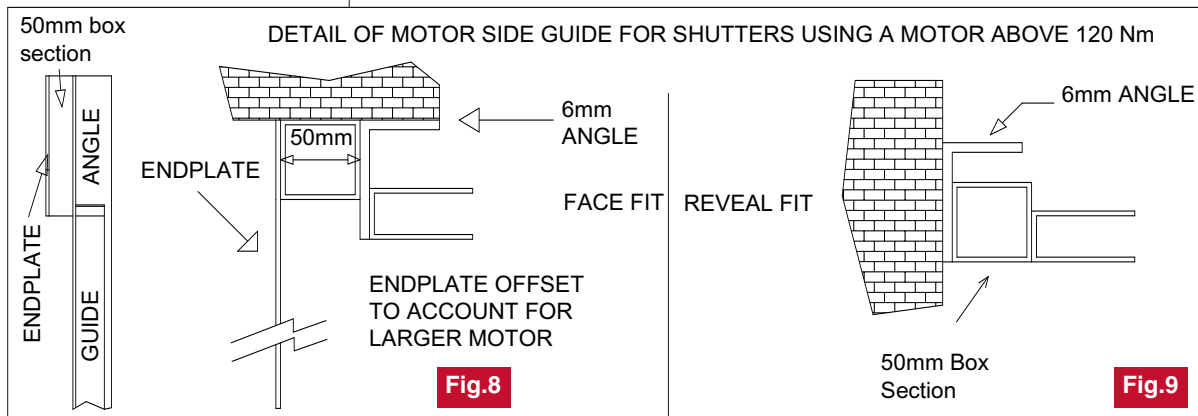 DETAIL OF MOTOR SIDE GUIDE FOR SHUTTERS USING A MOTOR ABOVE 120 Nm
50mm box
section
ENDPLATE
ANGLE
GUIDE
ENDPLATE
50mm
6mm
ANGLE
FACE FIT
ENDPLATE OFFSET
TO ACCOUNT FOR
LARGER MOTOR
Fig.8
REVEAL FIT
6mm ANGLE
50mm Box
Section
Fig.9